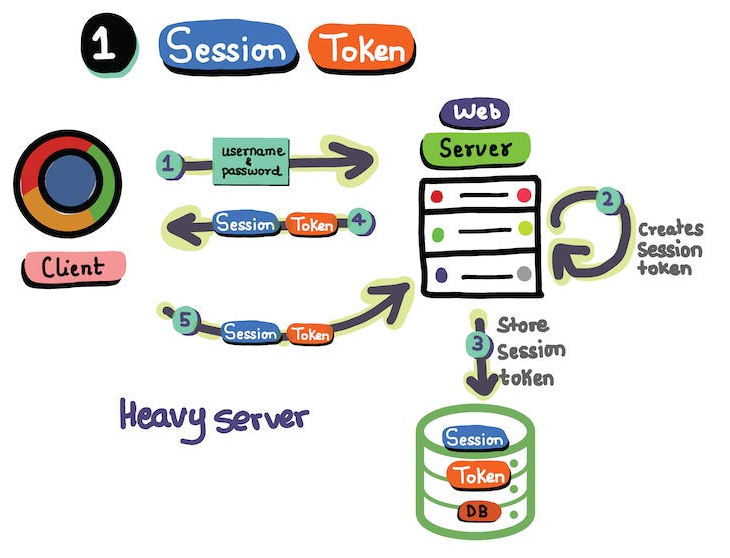 1 Session Token
Web
Server
Client
1 username
&
password
Session Token 4
2
Creates
Session
token
5 Session Token
3
Store
Session
token
Heavy server
Session
Token
DB